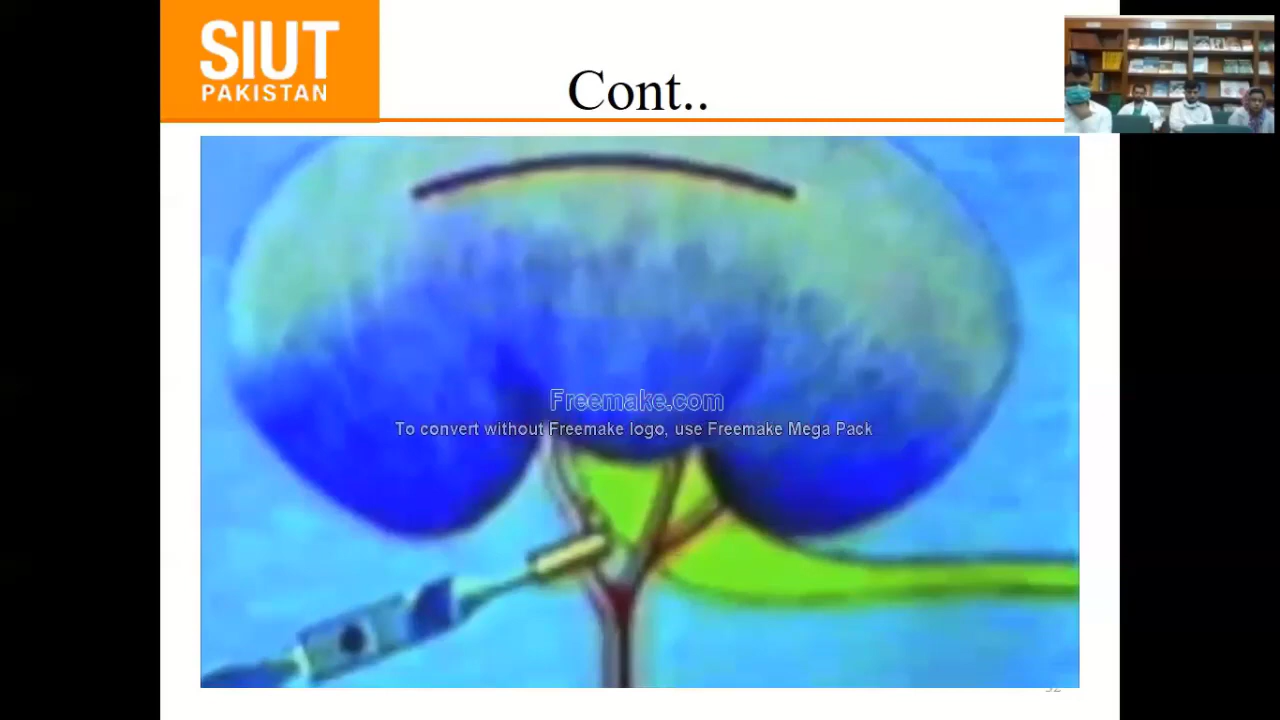 SIUT
PAKISTAN
Cont..
Freemake.com
To convert without Freemake logo, use Freemake Mega Pack